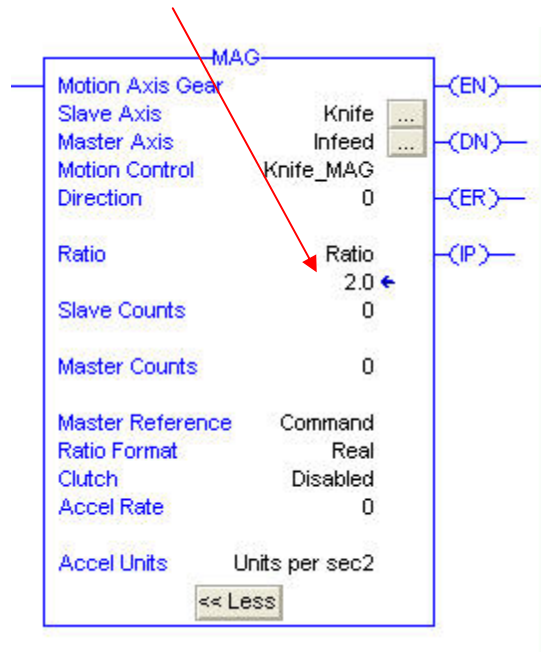 MAG
Motion Axis Gear
(EN)
Slave Axis Knife ...
Master Axis Infeed ... (DN)
Motion Control Knife_MAG
Direction 0 (ER)
Ratio Ratio (IP)
2.0
Slave Counts 0
Master Counts 0
Master Reference Command
Ratio Format Real
Clutch Disabled
Accel Rate 0
Accel Units Units per sec2
<< Less